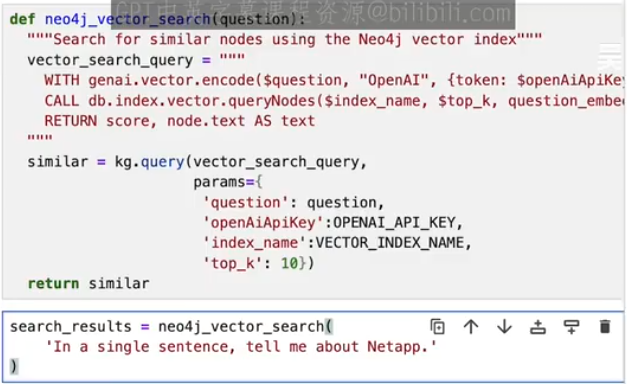 GPT中英字幕课程资源@bilibili.com
def neo4j_vector_search(question):
"""Search for similar nodes using the Neo4j vector index"""
vector_search_query = """
WITH genai.vector.encode($question, "OpenAI", {token: $openAiApiKey
CALL db.index.vector.queryNodes($index_name, $top_k, question_embe
RETURN score, node.text AS text
"""
similar = kg.query(vector_search_query,
params={
'question': question,
'openAiApiKey':OPENAI_API_KEY,
'index_name':VECTOR_INDEX_NAME,
'top_k': 10})
return similar
search_results = neo4j_vector_search(
'In a single sentence, tell me about Netapp.'
)